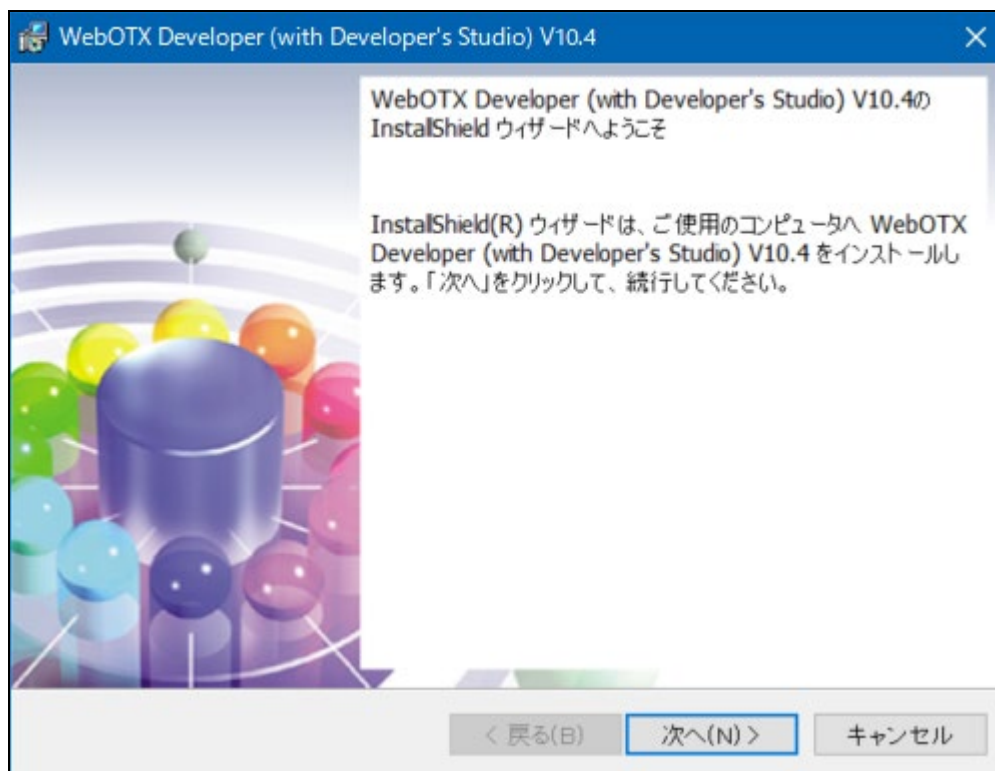 WebOTX Developer (with Developer's Studio) V10.4
WebOTX Developer (with Developer's Studio) V10.4の
InstallShield ウィザードへようこそ
InstallShield(R) ウィザードは、ご使用のコンピュータへ WebOTX
Developer (with Developer's Studio) V10.4 をインストールし
ます。「次へ」をクリックして、続行してください。
< 戻る(B)
次へ(N) >
キャンセル